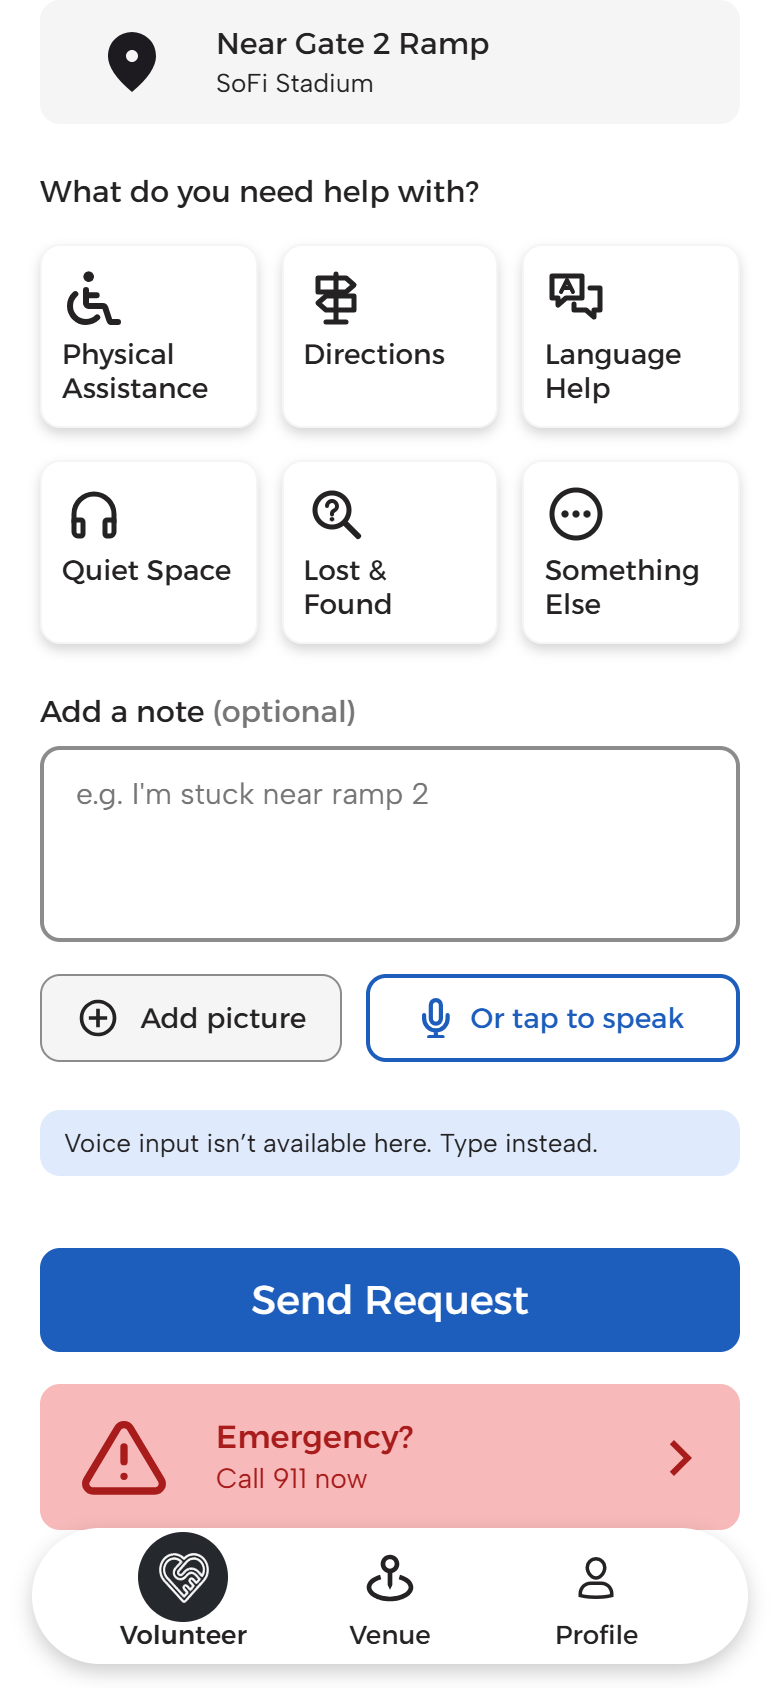 Near Gate 2 Ramp
SoFi Stadium
What do you need help with?
Physical
Assistance
Directions
Language
Help
Quiet Space
Lost &
Found
Something
Else
Add a note (optional)
e.g. I'm stuck near ramp 2
Add picture
Or tap to speak
Voice input isn’t available here. Type instead.
Send Request
Emergency?
Call 911 now
Volunteer
Venue
Profile